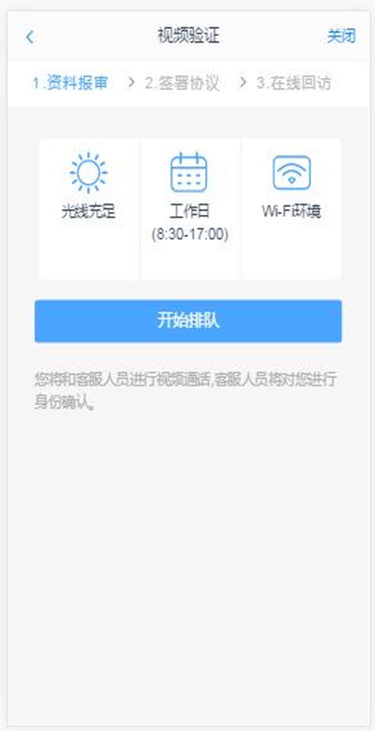 视频验证
关闭
1.资料报审
2.签署协议
3.在线回访
光线充足
工作日
(8:30-17:00)
Wi-Fi环境
开始排队
您将和客服人员进行视频通话,客服人员将对您进行
身份确认。